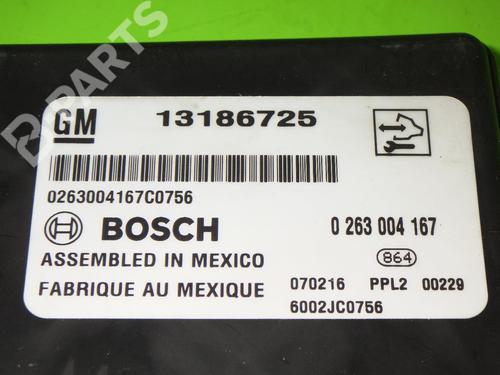 B-PARTS
GM 13186725
0263004167C0756
BOSCH 0 263 004 167
ASSEMBLED IN MEXICO 864
FABRIQUE AU MEXIQUE 070216 PPL2 00229
6002JC0756